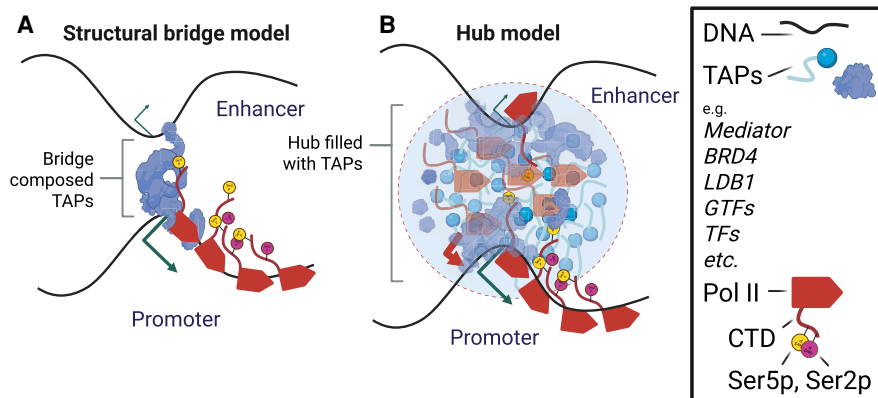 A
Structural bridge model
Enhancer
Bridge
composed
TAPs
Promoter
B
Hub model
Enhancer
Hub filled
with TAPs
Promoter
DNA
TAPs
e.g.
Mediator
BRD4
LDB1
GTFs
TFs
etc.
Pol II
CTD
Ser5p, Ser2p